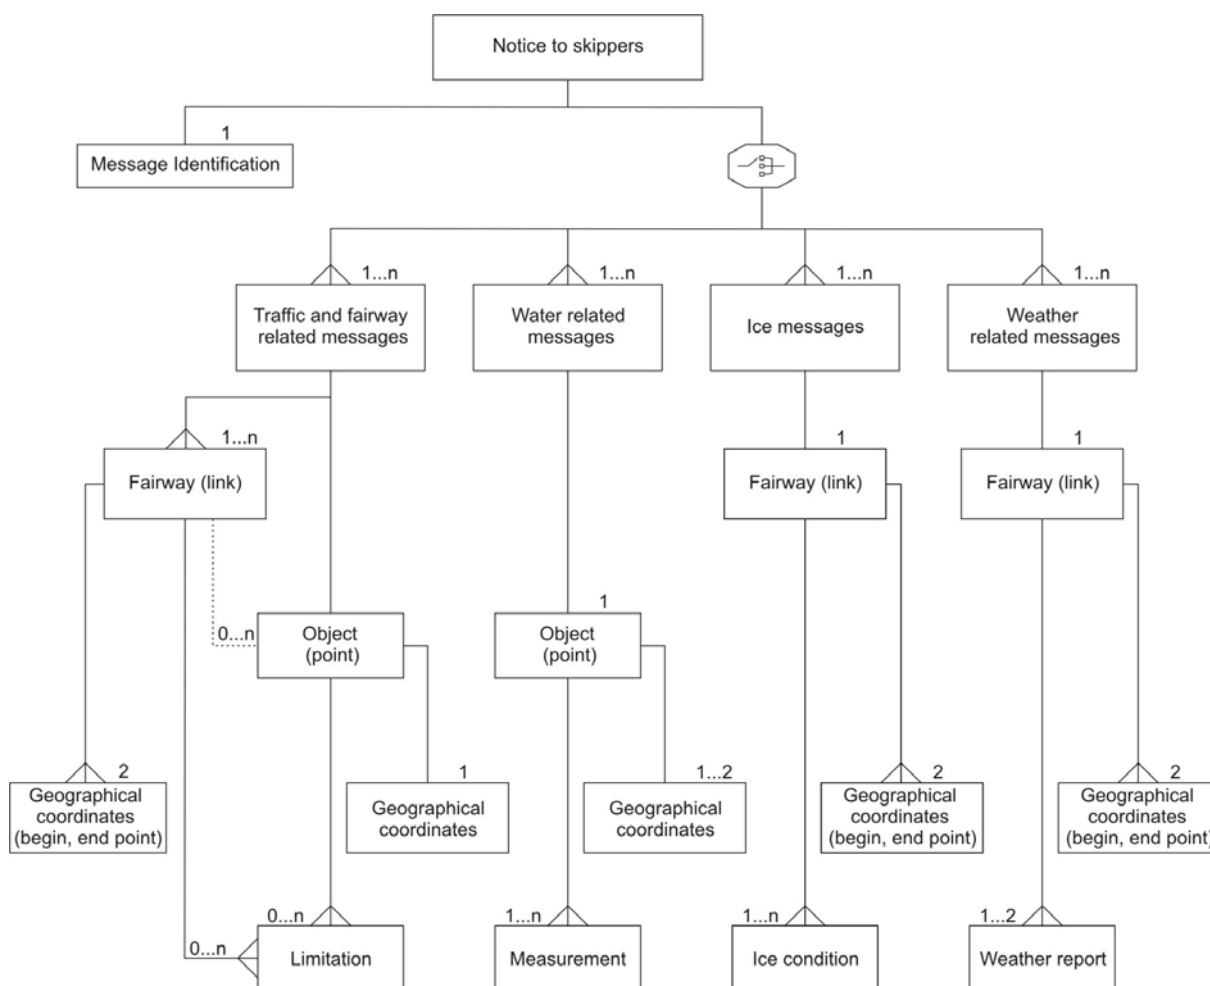 Notice to skippers
1
Message Identification
1...n
1...n
1...n
1...n
Traffic and fairway
related messages
Water related
messages
Ice messages
Weather
related messages
1...n
1
1
Fairway (link)
Fairway (link)
Fairway (link)
1
0...n
Object
(point)
Object
(point)
2
1
1...2
2
2
Geographical
coordinates
(begin, end point)
Geographical
coordinates
Geographical
coordinates
Geographical
coordinates
(begin, end point)
Geographical
coordinates
(begin, end point)
0...n
1...n
1...n
1...2
0...n
Limitation
Measurement
Ice condition
Weather report